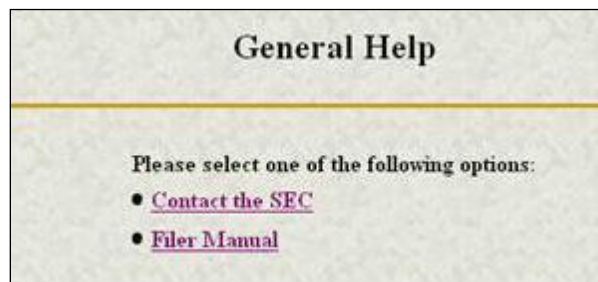 General Help
Please select one of the following options:
Contact the SEC
Filer Manual